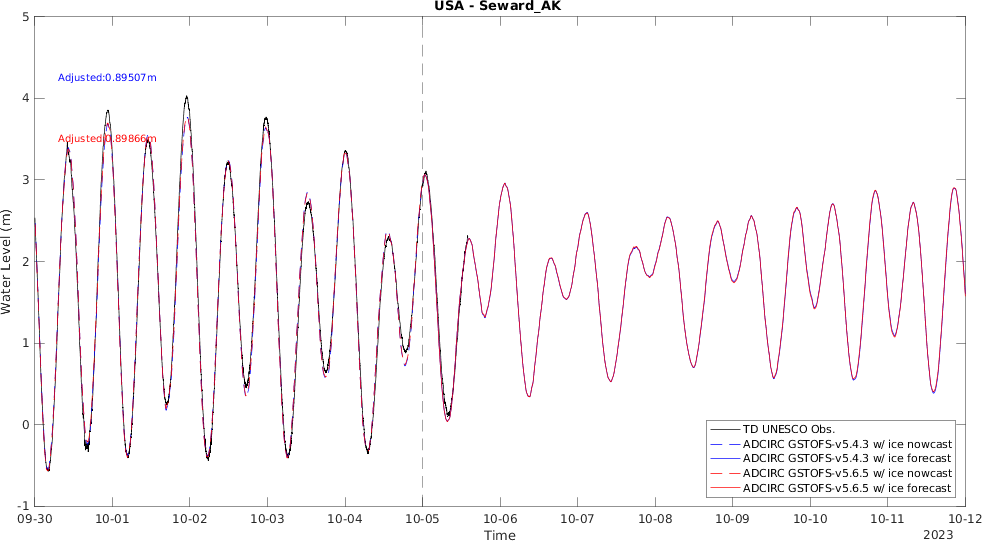 USA - Seward_AK
5
4
3
2
1
0
-1
Water Level (m)
Adjusted:0.89507m
Adjusted:0.89866m
TD UNESCO Obs.
ADCIRC GSTOFS-v5.4.3 w/ ice nowcast
ADCIRC GSTOFS-v5.4.3 w/ ice forecast
ADCIRC GSTOFS-v5.6.5 w/ ice nowcast
ADCIRC GSTOFS-v5.6.5 w/ ice forecast
09-30 10-01 10-02 10-03 10-04 10-05 10-06 10-07 10-08 10-09 10-10 10-11 10-12
Time
2023